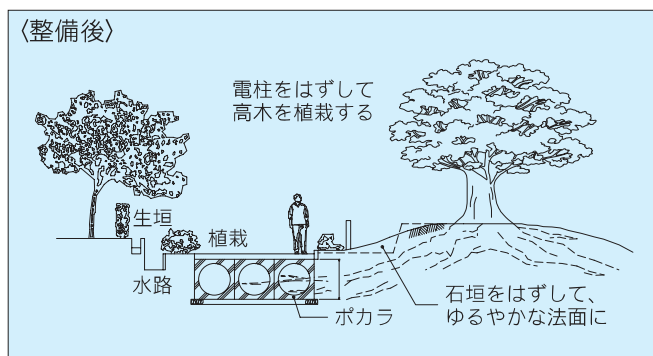 〈整備後〉
電柱をはずして
高木を植栽する
生垣
植栽
水路
ポカラ
石垣をはずして、
ゆるやかな法面に